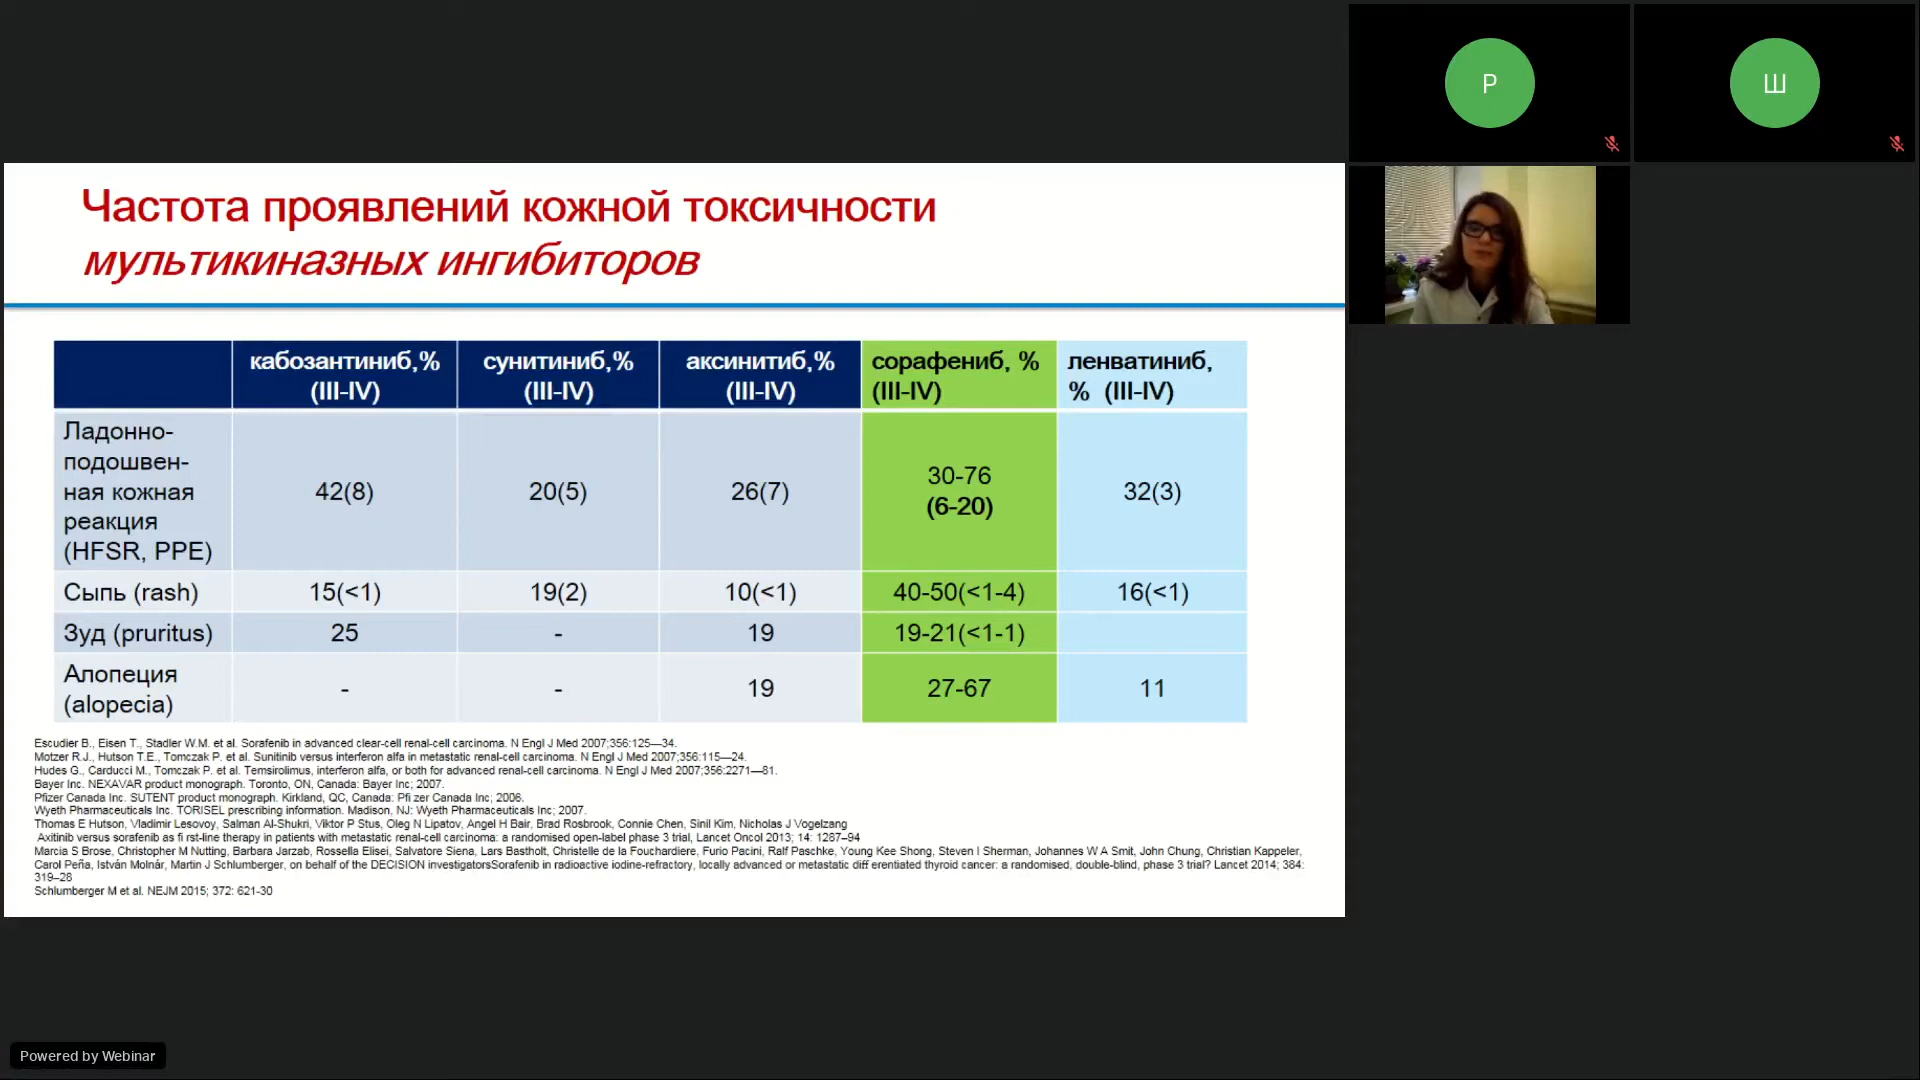 Р
Ш
Частота проявлений кожной токсичности
мультикиназных ингибиторов
кабозантиниб,%
(III-IV)
сунитиниб,%
(III-IV)
аксинитиб,%
(III-IV)
сорафениб, %
(III-IV)
ленватиниб,
% (III-IV)
Ладонно-
подошвен-
ная кожная
реакция
(HFSR, PPE)
42(8)
20(5)
26(7)
30-76
(6-20)
32(3)
Сыпь (rash)
15(<1)
19(2)
10(<1)
40-50(<1-4)
16(<1)
Зуд (pruritus)
25
-
19
19-21(<1-1)
Алопеция
(alopecia)
-
-
19
27-67
11
Escudier B., Eisen T., Stadler W.M. et al. Sorafenib in advanced clear-cell renal-cell carcinoma. N Engl J Med 2007;356:125—34.
Motzer R.J., Hutson T.E., Tomczak P. et al. Sunitinib versus interferon alfa in metastatic renal-cell carcinoma. N Engl J Med 2007;356:115—24.
Hudes G., Carducci M., Tomczak P. et al. Temsirolimus, interferon alfa, or both for advanced renal-cell carcinoma. N Engl J Med 2007;356:2271—81.
Bayer Inc. NEXAVAR product monograph. Toronto, ON, Canada: Bayer Inc; 2007.
Pfizer Canada Inc. SUTENT product monograph. Kirkland, QC, Canada: Pfi zer Canada Inc; 2006.
Wyeth Pharmaceuticals Inc. TORISEL prescribing information. Madison, NJ: Wyeth Pharmaceuticals Inc; 2007.
Thomas E Hutson, Vladimir Lesovoy, Salman Al-Shukri, Viktor P Stus, Oleg N Lipatov, Angel H Bair, Brad Rosbrook, Connie Chen, Sinil Kim, Nicholas J Vogelzang
Axitinib versus sorafenib as fi rst-line therapy in patients with metastatic renal-cell carcinoma: a randomised open-label phase 3 trial, Lancet Oncol 2013; 14: 1287–94
Marcia S Brose, Christopher M Nutting, Barbara Jarzab, Rossella Elisei, Salvatore Siena, Lars Bastholt, Christelle de la Fouchardiere, Furio Pacini, Ralf Paschke, Young Kee Shong, Steven I Sherman, Johannes W A Smit, John Chung, Christian Kappeler,
Carol Peña, István Molnár, Martin J Schlumberger, on behalf of the DECISION investigatorsSorafenib in radioactive iodine-refractory, locally advanced or metastatic diff erentiated thyroid cancer: a randomised, double-blind, phase 3 trial? Lancet 2014; 384:
319–28
Schlumberger M et al. NEJM 2015; 372: 621-30
Powered by Webinar